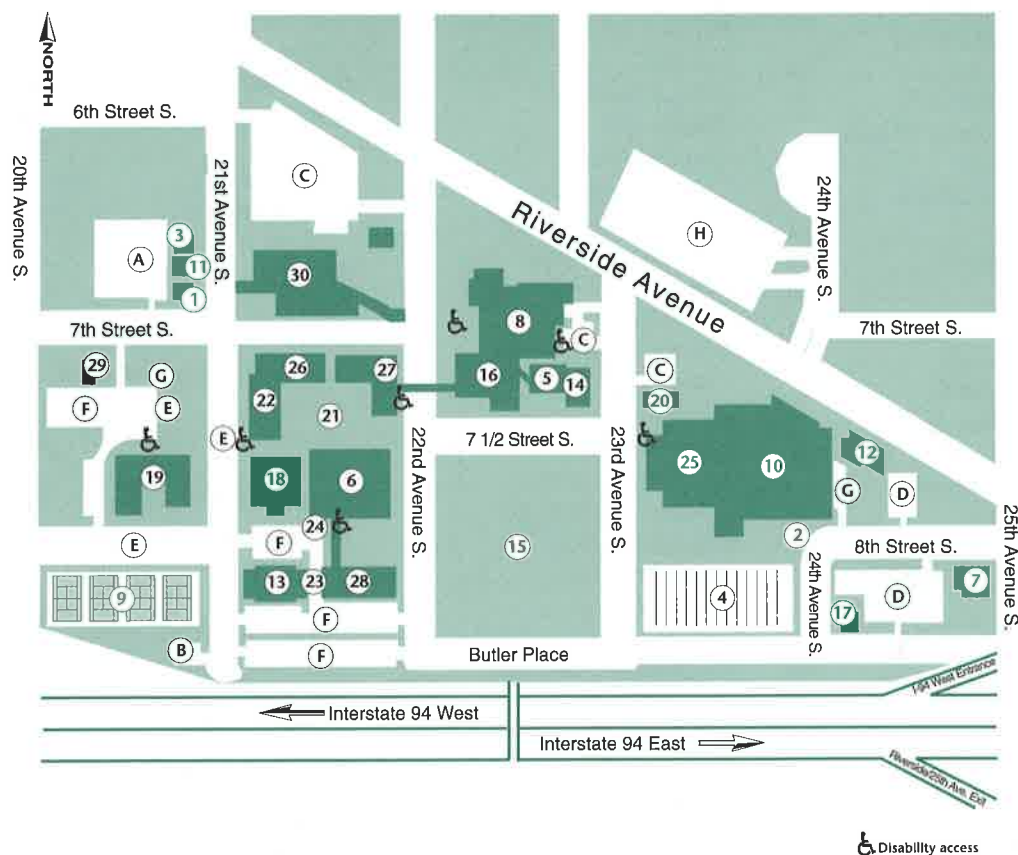 NORTH
6th Street S.
20th Avenue S.
21st Avenue S.
C
Riverside Avenue
H
24th Avenue S.
3
A
11
1
30
7th Street S.
8
C
7th Street S.
29
G
F
E
26
27
22
21
16
5
14
C
20
E
7 1/2 Street S.
22nd Avenue S.
23rd Avenue S.
19
18
6
25
10
12
G
D
24
F
15
2
E
8th Street S.
25th Avenue S.
9
13
23
28
4
24th Avenue S.
D
7
17
F
B
F
Butler Place
I-94 West Entrance
Interstate 94 West
Interstate 94 East
Riverside/25th Ave. Exit
Disability access